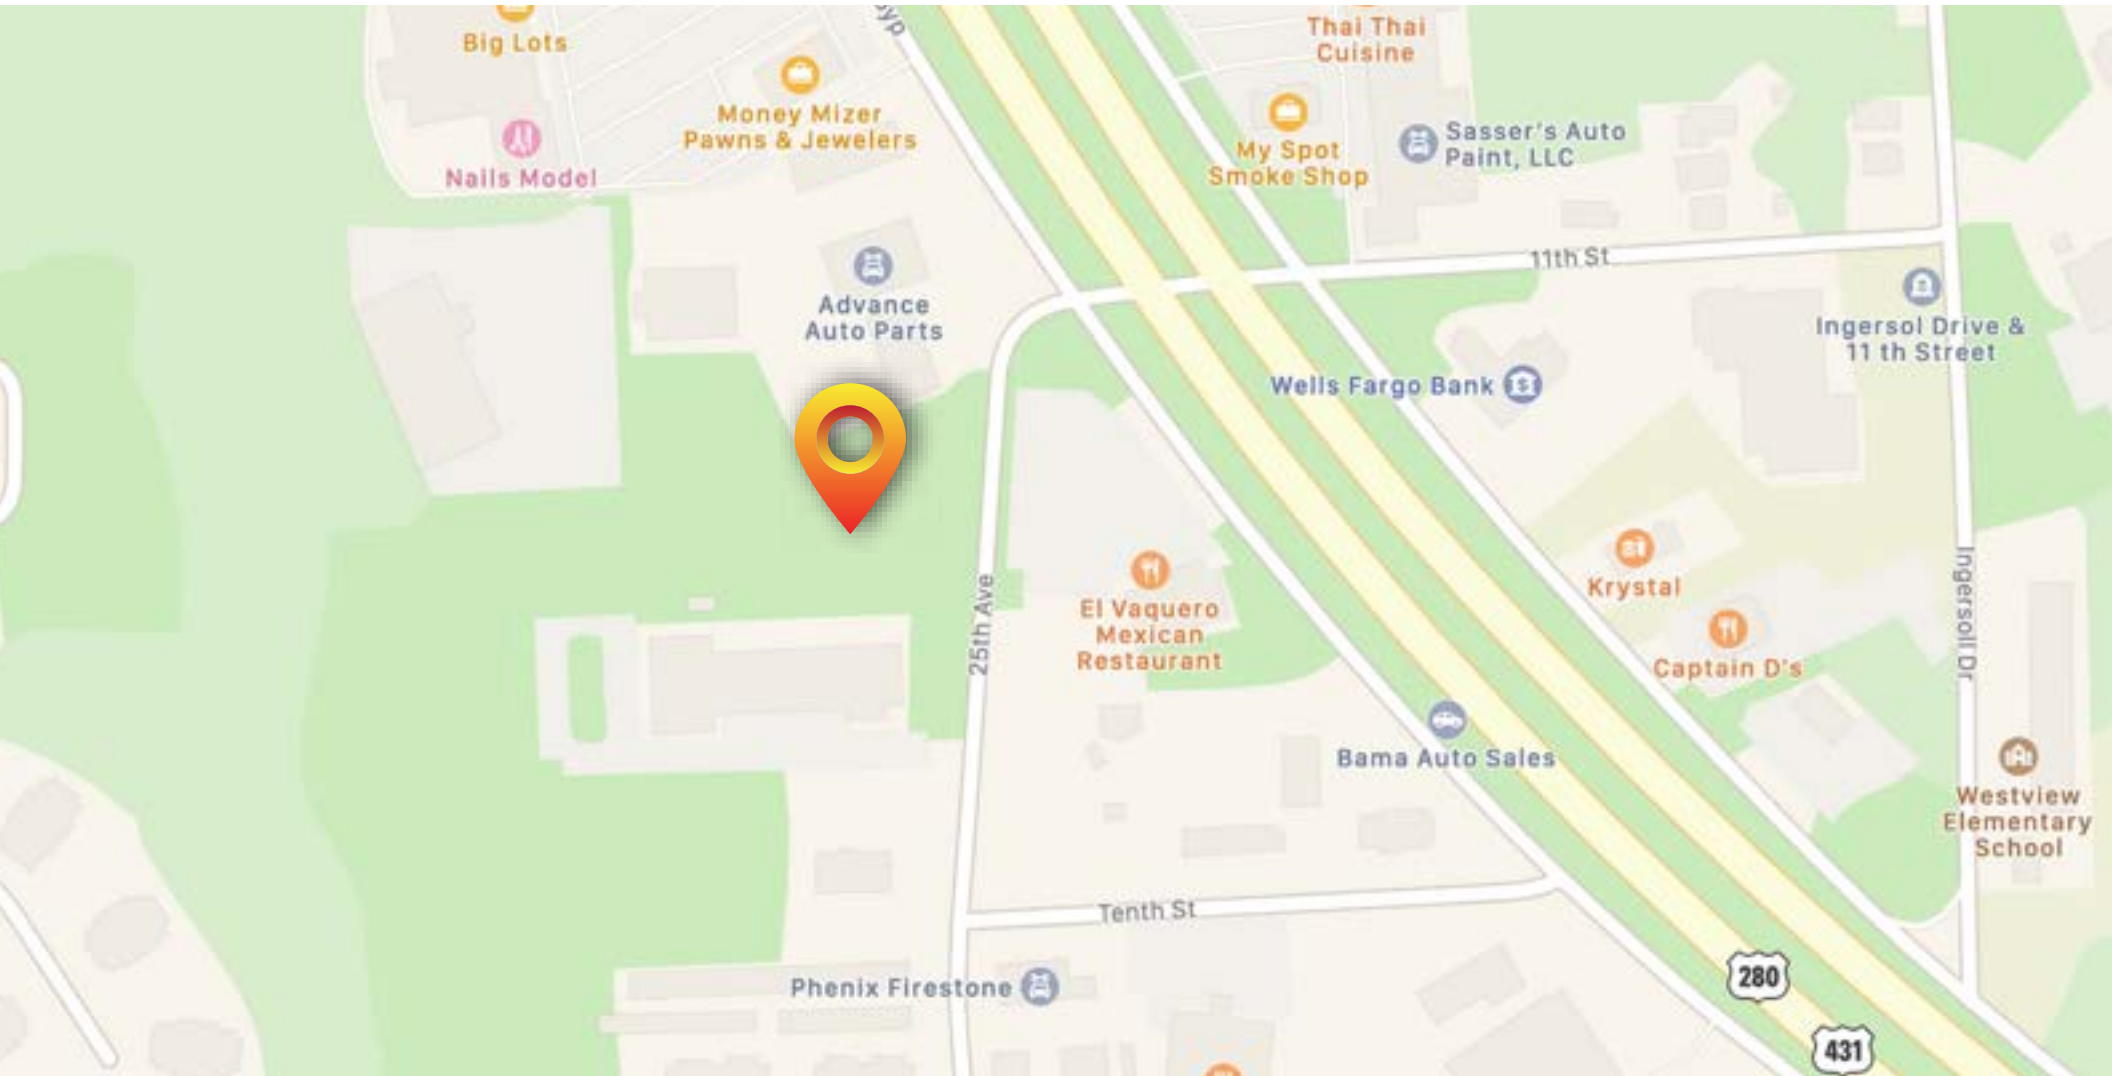 Big Lots
Thai Thai
Cuisine
Money Mizer
Pawns & Jewelers
My Spot
Smoke Shop
Sasser's Auto
Paint, LLC
Nails Model
11th St
Advance
Auto Parts
Ingersol Drive &
11 th Street
Wells Fargo Bank
25th Ave
El Vaquero
Mexican
Restaurant
Krystal
Captain D's
Ingersoll Dr
Bama Auto Sales
Westview
Elementary
School
Tenth St
Phenix Firestone
280
431